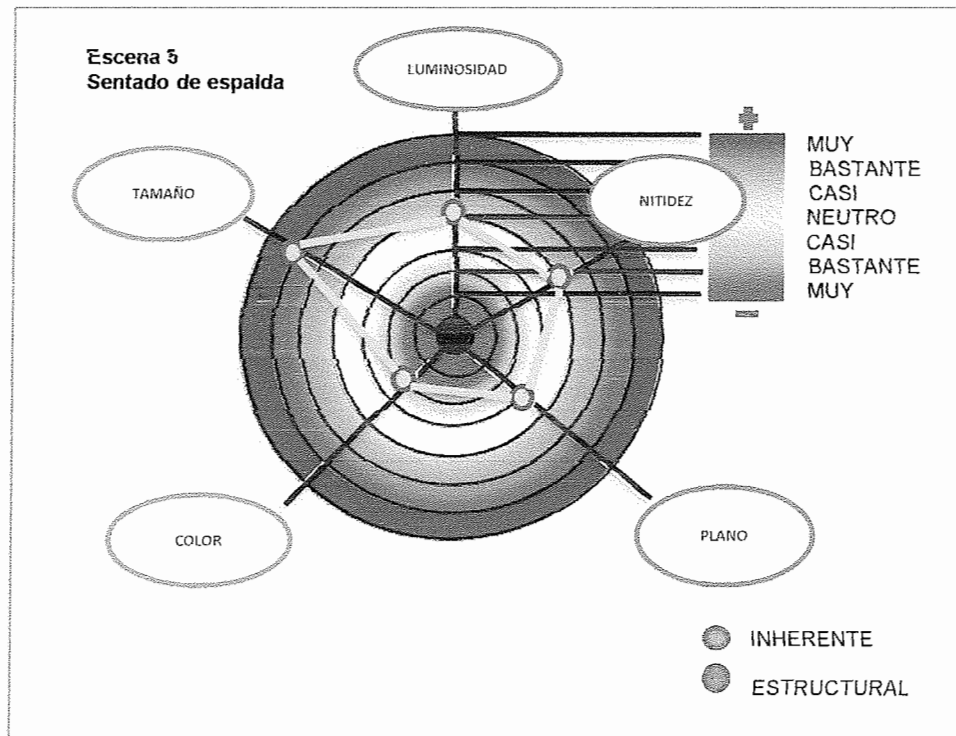 Escena 5
Sentado de espalda
LUMINOSIDAD
TAMAÑO
NITIDEZ
+
MUY
BASTANTE
CASI
NEUTRO
CASI
BASTANTE
MUY
-
COLOR
PLANO
INHERENTE
ESTRUCTURAL